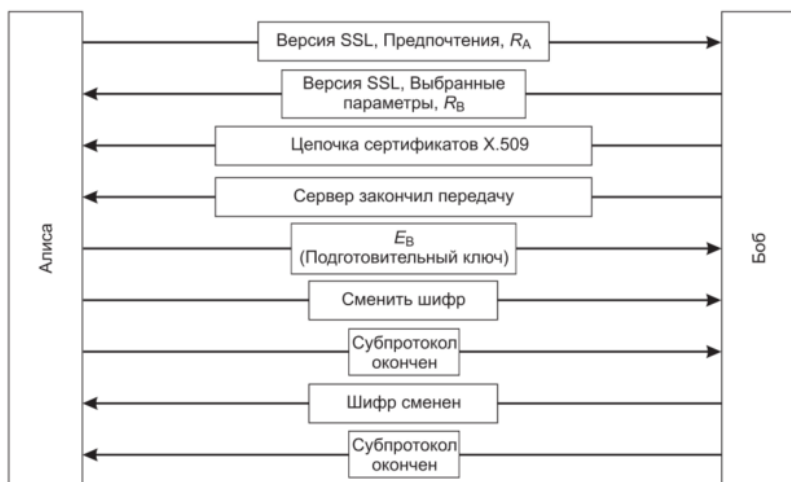 Алиса
Версия SSL, Предпочтения, RA
Версия SSL, Выбранные
параметры, RB
Цепочка сертификатов X.509
Сервер закончил передачу
EB
(Подготовительный ключ)
Сменить шифр
Субпротокол
окончен
Шифр сменен
Субпротокол
окончен
Боб